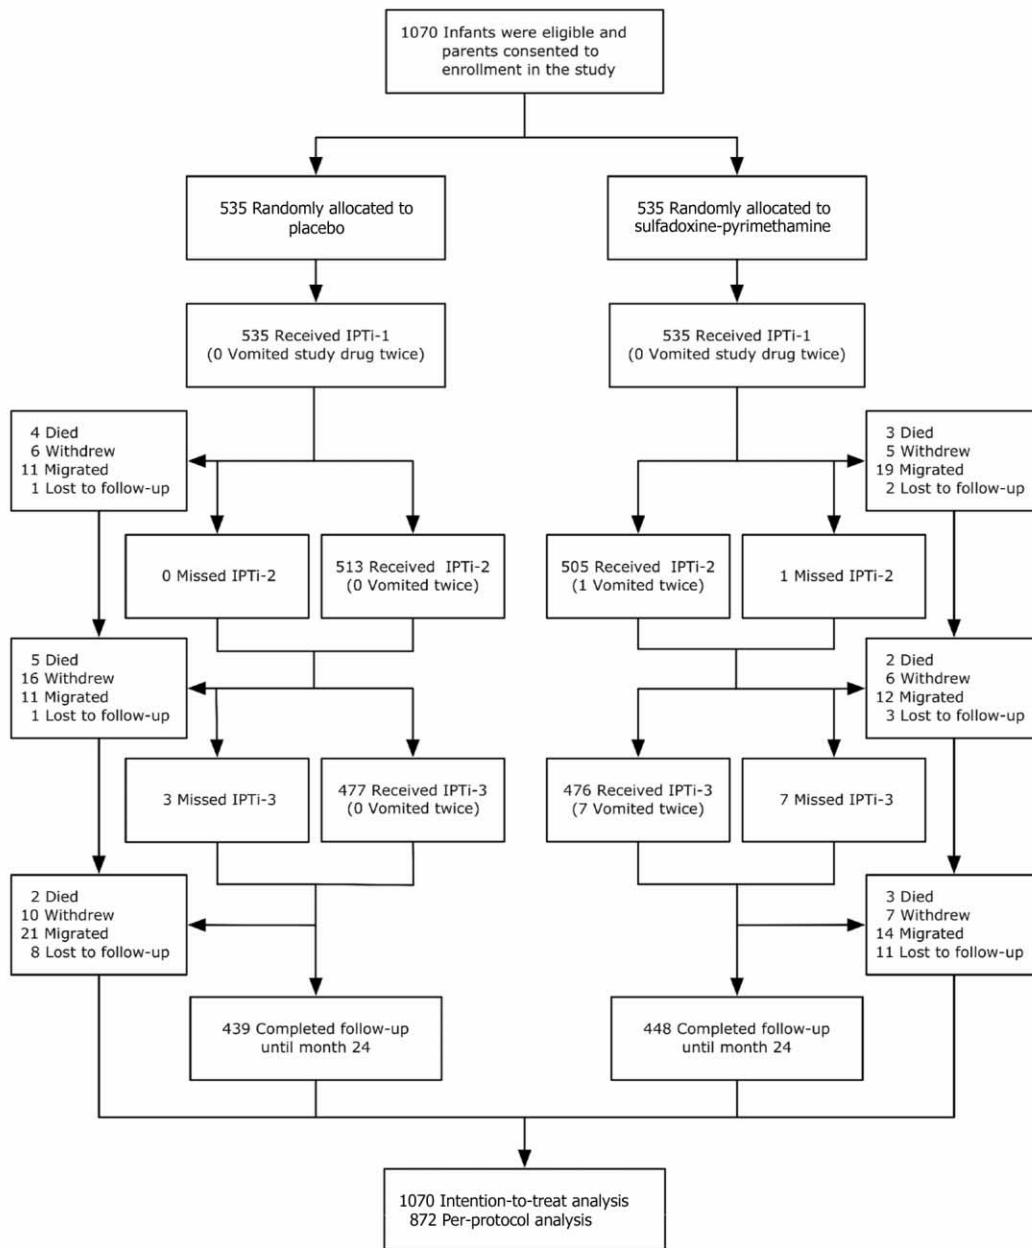 1070 Infants were eligible and
parents consented to
enrollment in the study
535 Randomly allocated to
placebo
535 Randomly allocated to
sulfadoxine-pyrimethamine
535 Received IPTi-1
(0 Vomited study drug twice)
535 Received IPTi-1
(0 Vomited study drug twice)
4 Died
6 Withdrew
11 Migrated
1 Lost to follow-up
3 Died
5 Withdrew
19 Migrated
2 Lost to follow-up
0 Missed IPTi-2
513 Received IPTi-2
(0 Vomited twice)
505 Received IPTi-2
(1 Vomited twice)
1 Missed IPTi-2
5 Died
16 Withdrew
11 Migrated
1 Lost to follow-up
2 Died
6 Withdrew
12 Migrated
3 Lost to follow-up
3 Missed IPTi-3
477 Received IPTi-3
(0 Vomited twice)
476 Received IPTi-3
(7 Vomited twice)
7 Missed IPTi-3
2 Died
10 Withdrew
21 Migrated
8 Lost to follow-up
3 Died
7 Withdrew
14 Migrated
11 Lost to follow-up
439 Completed follow-up
until month 24
448 Completed follow-up
until month 24
1070 Intention-to-treat analysis
872 Per-protocol analysis